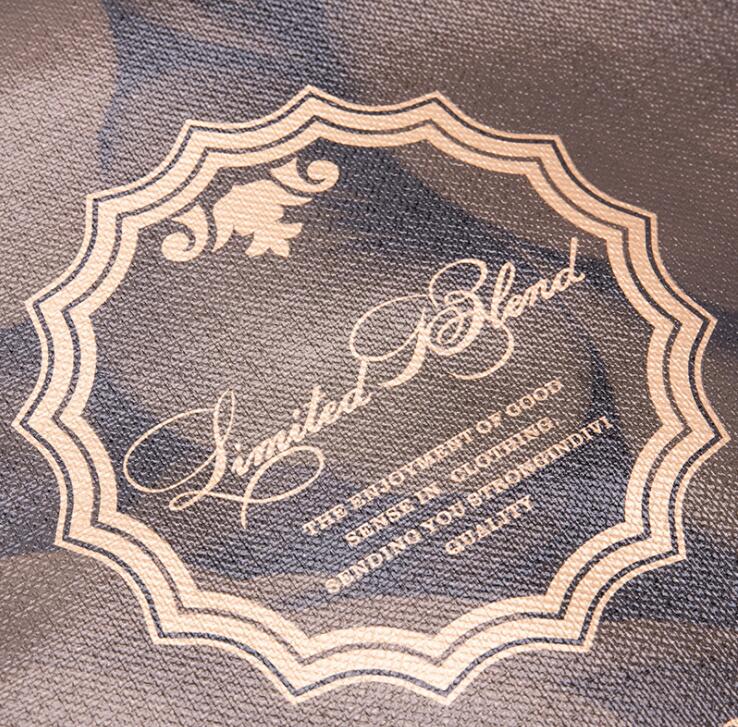 Limited Blend
THE ENJOYMENT OF GOOD
SENSE IN CLOTHING
SENDING YOU STRONGINDIVI
QUALITY